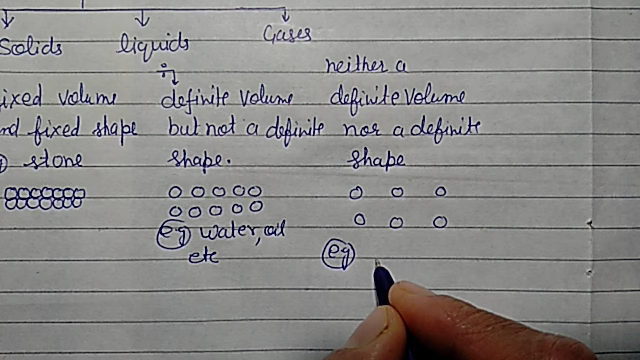 Solids liquids Gases
in neither a
ixed volume definite volume definite volume
nd fixed shape but not a definite nor a definite
stone shape. shape
eg water, oil eg
etc